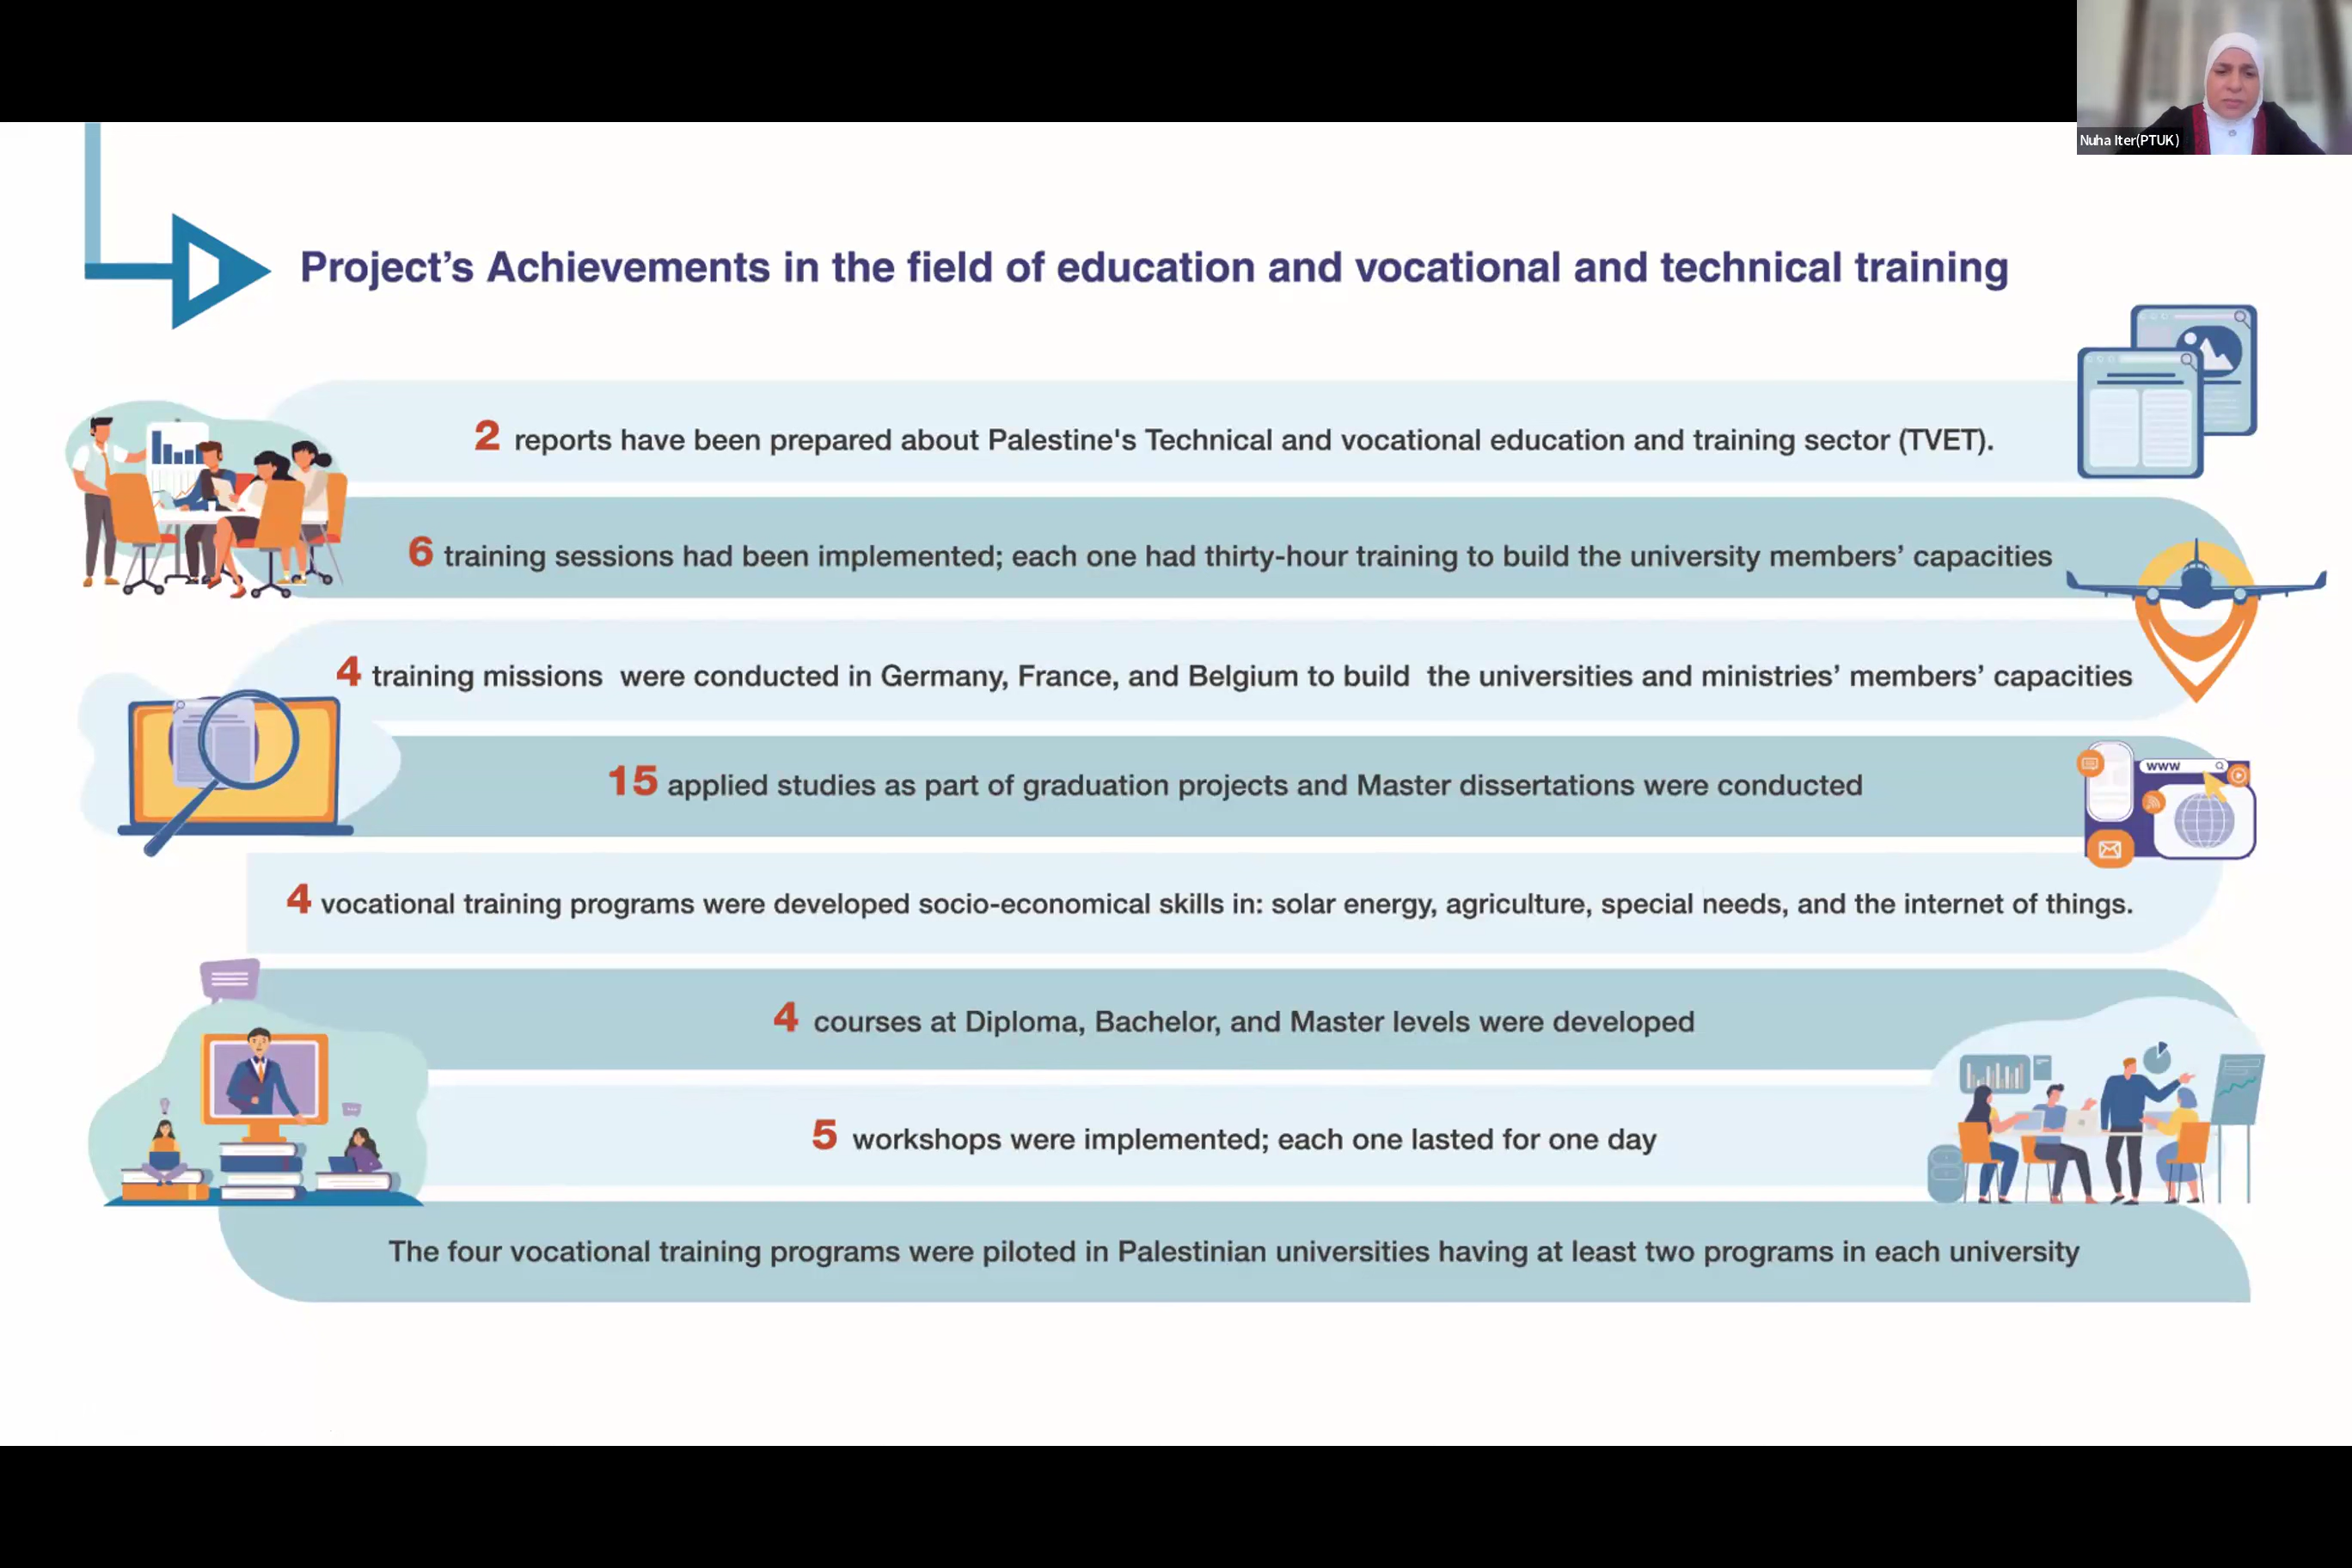 Nuha Iter(PTUK)
Project’s Achievements in the field of education and vocational and technical training
2 reports have been prepared about Palestine's Technical and vocational education and training sector (TVET).
6 training sessions had been implemented; each one had thirty-hour training to build the university members’ capacities
4 training missions were conducted in Germany, France, and Belgium to build the universities and ministries’ members’ capacities
15 applied studies as part of graduation projects and Master dissertations were conducted
www
4 vocational training programs were developed socio-economical skills in: solar energy, agriculture, special needs, and the internet of things.
4 courses at Diploma, Bachelor, and Master levels were developed
5 workshops were implemented; each one lasted for one day
The four vocational training programs were piloted in Palestinian universities having at least two programs in each university